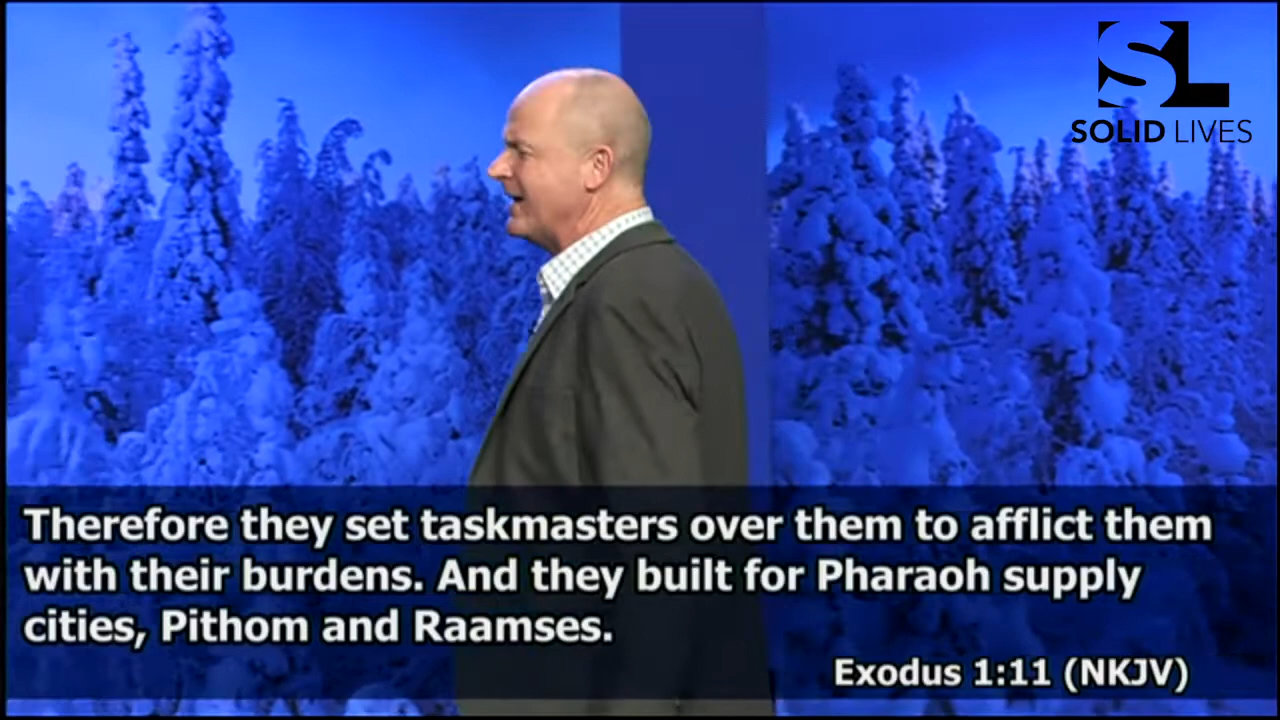 SL
SOLID LIVES
Therefore they set taskmasters over them to afflict them
with their burdens. And they built for Pharaoh supply
cities, Pithom and Raamses.
Exodus 1:11 (NKJV)